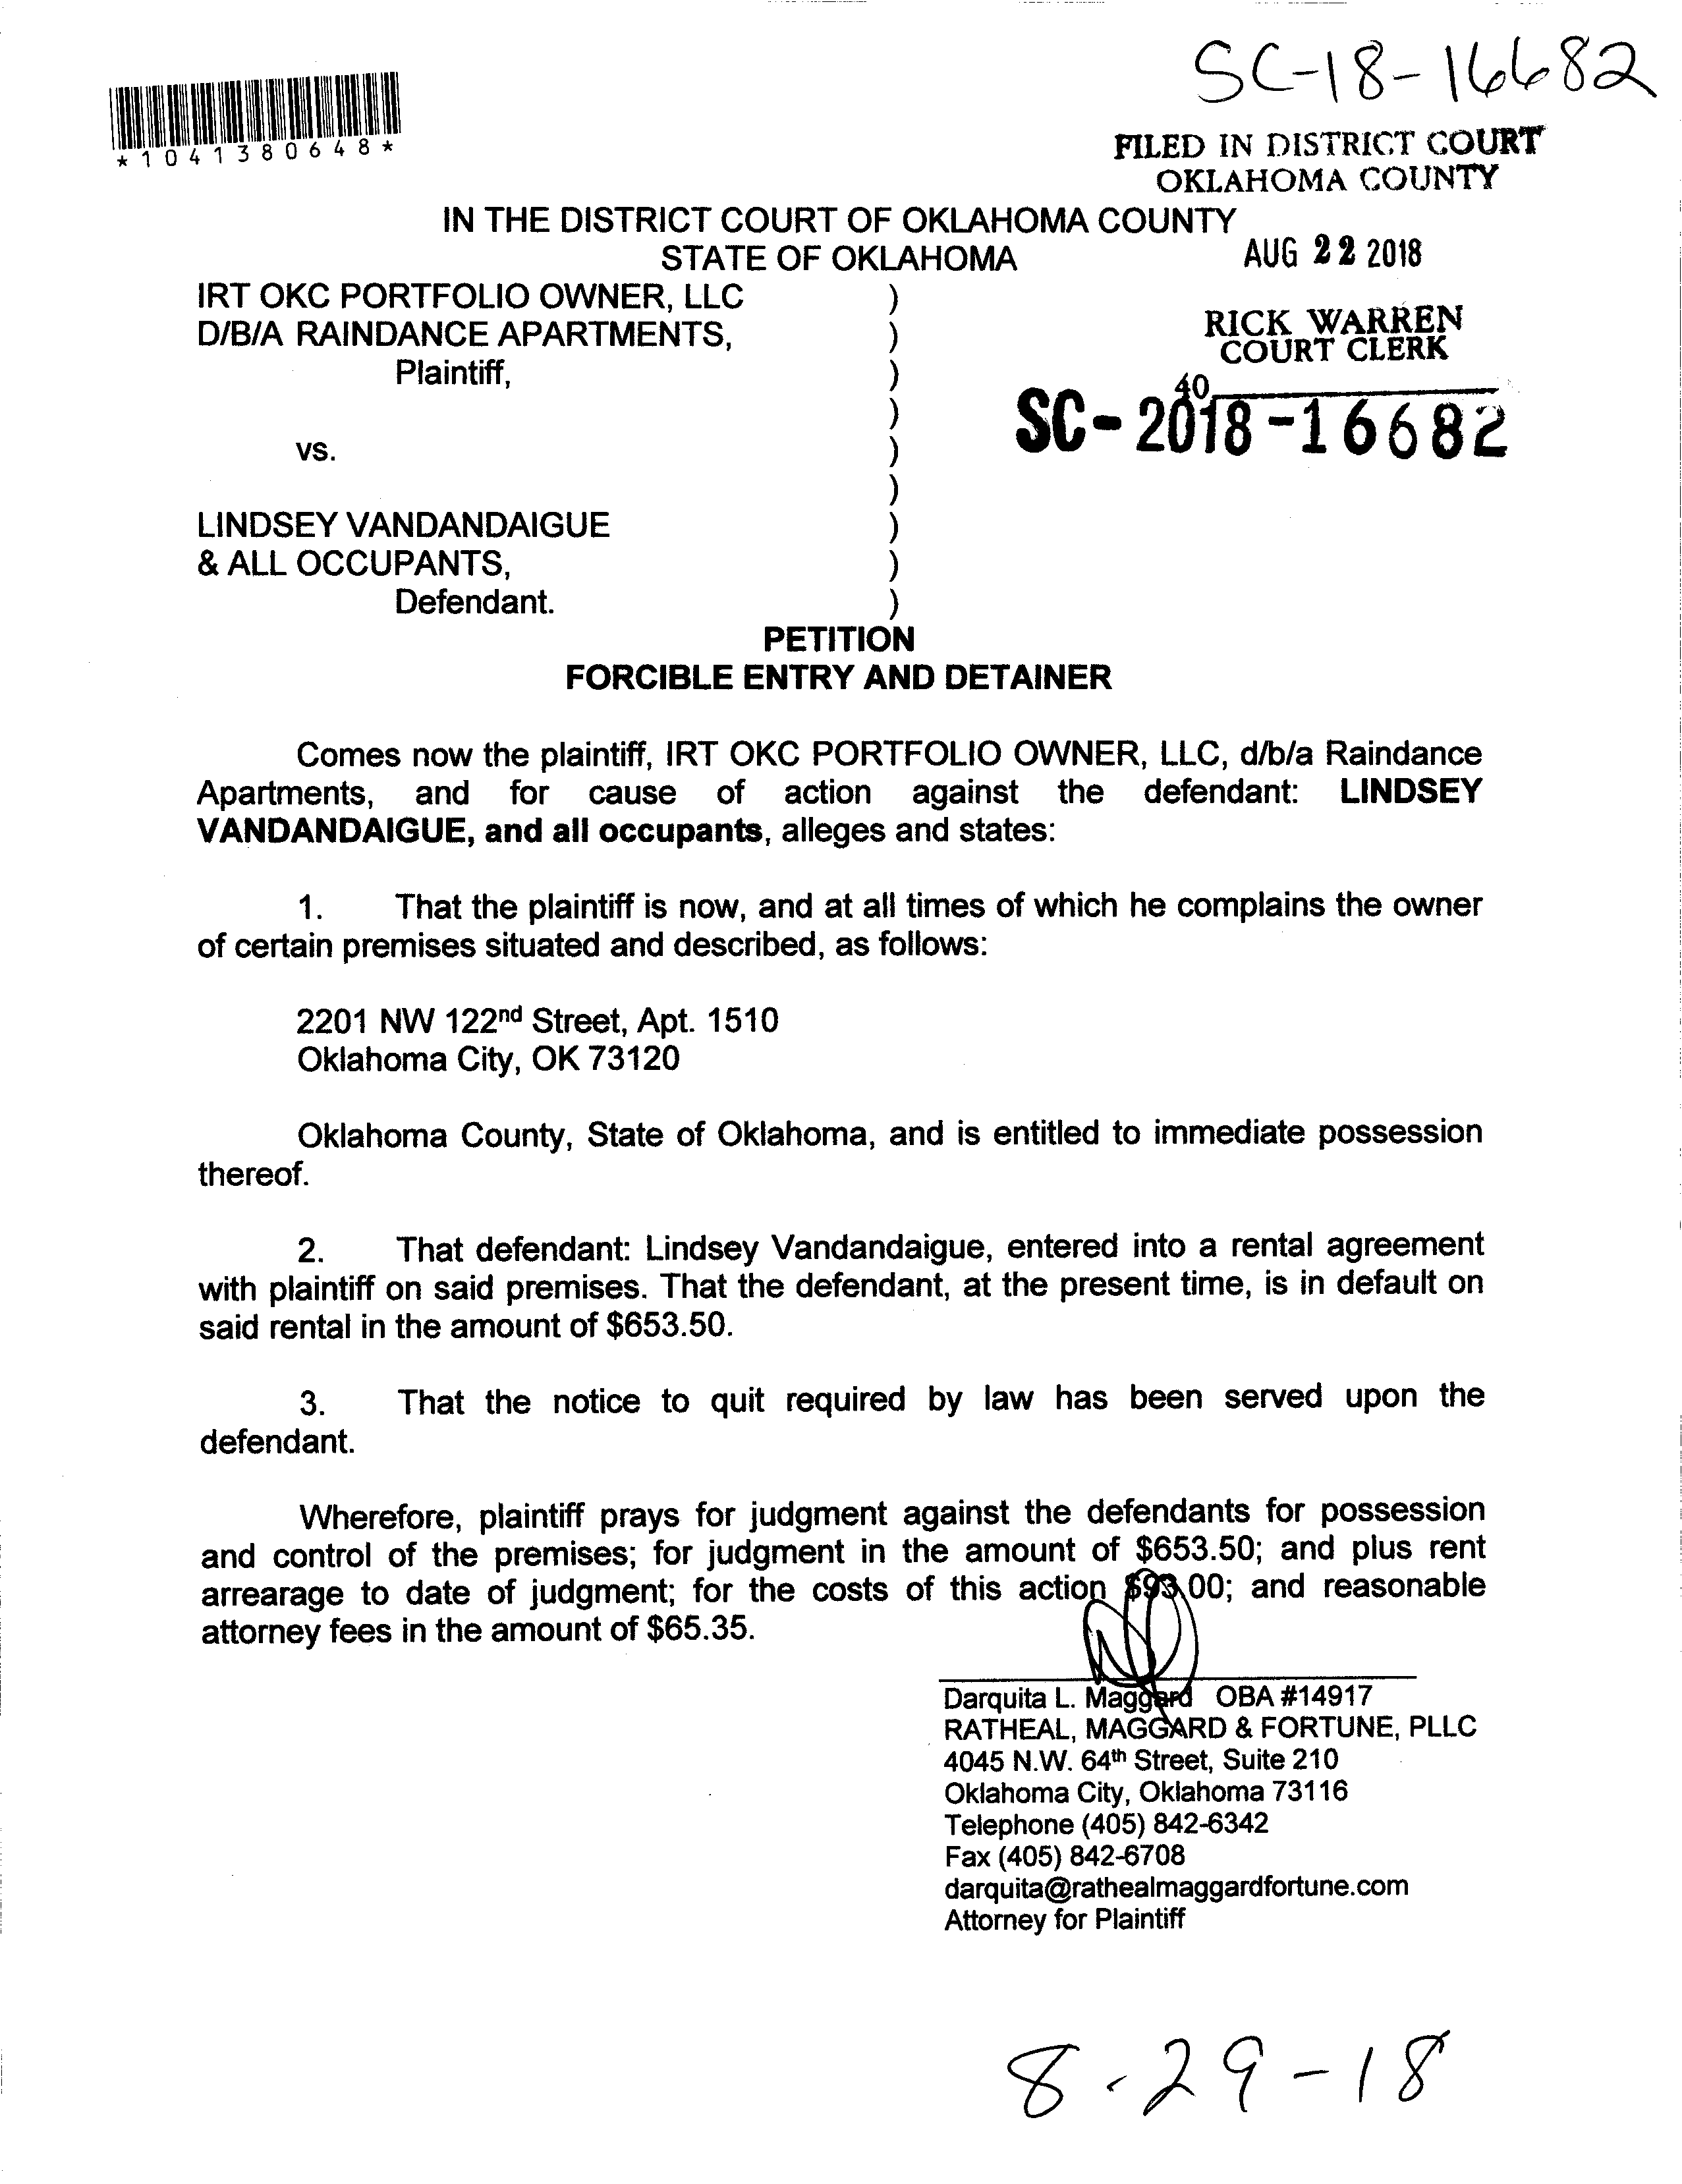 SC-18-16682
*1041380648*
FILED IN DISTRICT COURT
OKLAHOMA COUNTY
IN THE DISTRICT COURT OF OKLAHOMA COUNTY
STATE OF OKLAHOMA
AUG 22 2018
IRT OKC PORTFOLIO OWNER, LLC )
D/B/A RAINDANCE APARTMENTS, )
Plaintiff, )
RICK WARREN
COURT CLERK
40
)
SC-2018-16682
vs. )
)
LINDSEY VANDANDAIGUE )
& ALL OCCUPANTS, )
Defendant. )
PETITION
FORCIBLE ENTRY AND DETAINER
Comes now the plaintiff, IRT OKC PORTFOLIO OWNER, LLC, d/b/a Raindance
Apartments, and for cause of action against the defendant: LINDSEY
VANDANDAIGUE, and all occupants, alleges and states:
1. That the plaintiff is now, and at all times of which he complains the owner
of certain premises situated and described, as follows:
2201 NW 122nd Street, Apt. 1510
Oklahoma City, OK 73120
Oklahoma County, State of Oklahoma, and is entitled to immediate possession
thereof.
2. That defendant: Lindsey Vandandaigue, entered into a rental agreement
with plaintiff on said premises. That the defendant, at the present time, is in default on
said rental in the amount of $653.50.
3. That the notice to quit required by law has been served upon the
defendant.
Wherefore, plaintiff prays for judgment against the defendants for possession
and control of the premises; for judgment in the amount of $653.50; and plus rent
arrearage to date of judgment; for the costs of this action $93.00; and reasonable
attorney fees in the amount of $65.35.
Darquita L. Maggard OBA #14917
RATHEAL, MAGGARD & FORTUNE, PLLC
4045 N.W. 64th Street, Suite 210
Oklahoma City, Oklahoma 73116
Telephone (405) 842-6342
Fax (405) 842-6708
darquita@rathealmaggardfortune.com
Attorney for Plaintiff
8-29-18